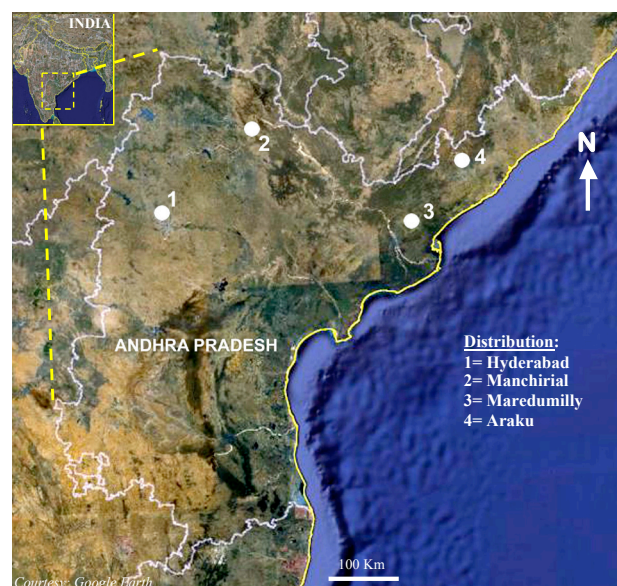 INDIA
2
4
N
1
3
ANDHRA PRADESH
Distribution:
1= Hyderabad
2= Manchirial
3= Maredumilly
4= Araku
100 Km
Courtesy: Google Earth